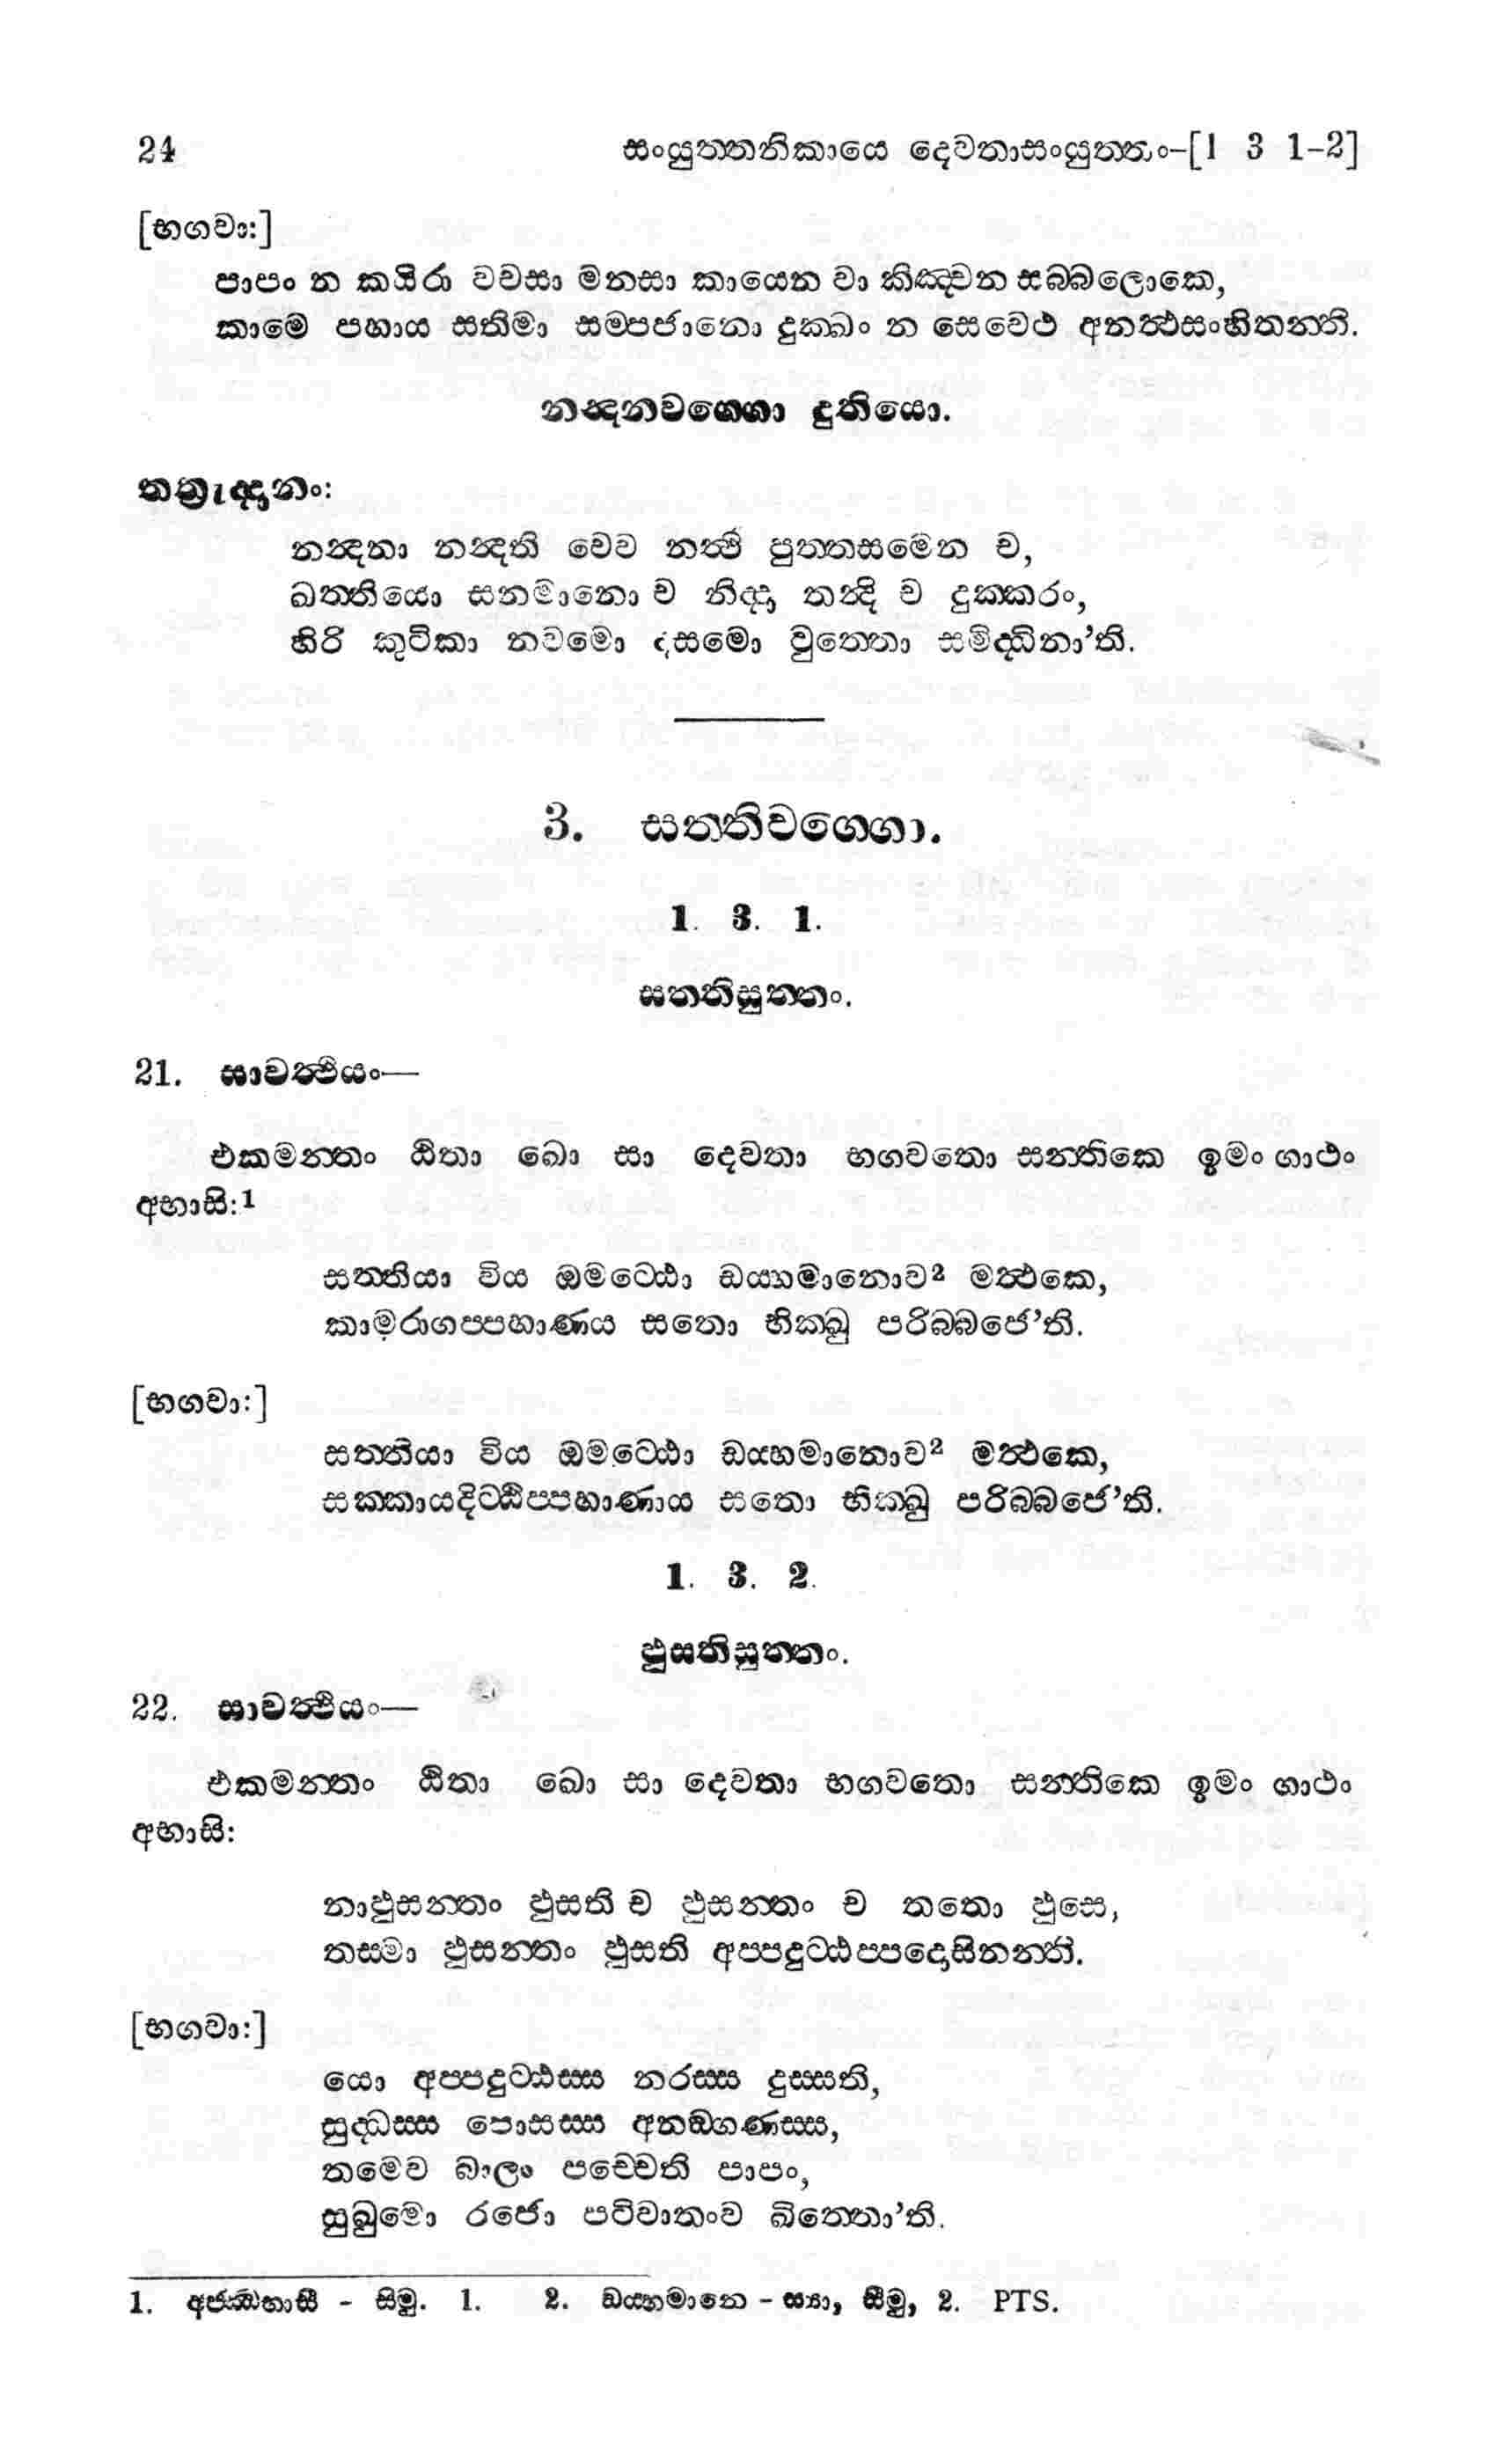 24 සංයුත්තනිකායෙ දෙවතාසංයුත්තං-[1 3 1-2]
[භගවා:]
පාපං න කයිරා වචසා මනසා කායෙන වා කිඤ්චන සබ්බලොකෙ,
කාමෙ පහාය සතිමා සම්පජානො දුක්ඛං න සෙවෙථ අනත්ථසංහිතන්ති.
නන්දනවග්ගො දුතියො.
තත්‍රුද්දානං:
නන්දනා නන්දති චෙව නත්ථි පුත්තසමෙන ච,
ඛත්තියො සනමානො ච නිද්දා තන්දි ච දුක්කරං,
හිරි කුටිකා නවමො දසමො වුත්තො සමිද්ධිනා’ති.
3. සත්තිවග්ගො.
1. 3. 1.
සත්තිසුත්තං.
21. සාවත්ථියං—
එකමන්තං ඨිතා ඛො සා දෙවතා භගවතො සන්තිකෙ ඉමං ගාථං
අභාසි:1
සත්තියා විය ඔමට්ඨො ඩය්හමානොව2 මත්ථකෙ,
කාමරාගප්පහාණය සතො භික්ඛු පරිබ්බජෙ’ති.
[භගවා:]
සත්තියා විය ඔමට්ඨො ඩය්හමානොව2 මත්ථකෙ,
සක්කායදිට්ඨිප්පහාණාය සතො භික්ඛු පරිබ්බජෙ’ති.
1. 3. 2.
ඵුසතිසුත්තං.
22. සාවත්ථියං—
එකමන්තං ඨිතා ඛො සා දෙවතා භගවතො සන්තිකෙ ඉමං ගාථං
අභාසි:
නාඵුසන්තං ඵුසති ච ඵුසන්තං ච තතො ඵුසෙ,
තස්මා ඵුසන්තං ඵුසති අප්පදුට්ඨප්පදොසිනන්ති.
[භගවා:]
යො අප්පදුට්ඨස්ස නරස්ස දුස්සති,
සුද්ධස්ස පොසස්ස අනඞ්ගණස්ස,
තමෙව බාලං පච්චෙති පාපං,
සුඛුමො රජො පටිවාතංව ඛිත්තො’ති.
1. අජ්ඣභාසී - සිමු. 1. 2. ඩය්හමානෙ - ස්‍යා, සීමු, 2. PTS.